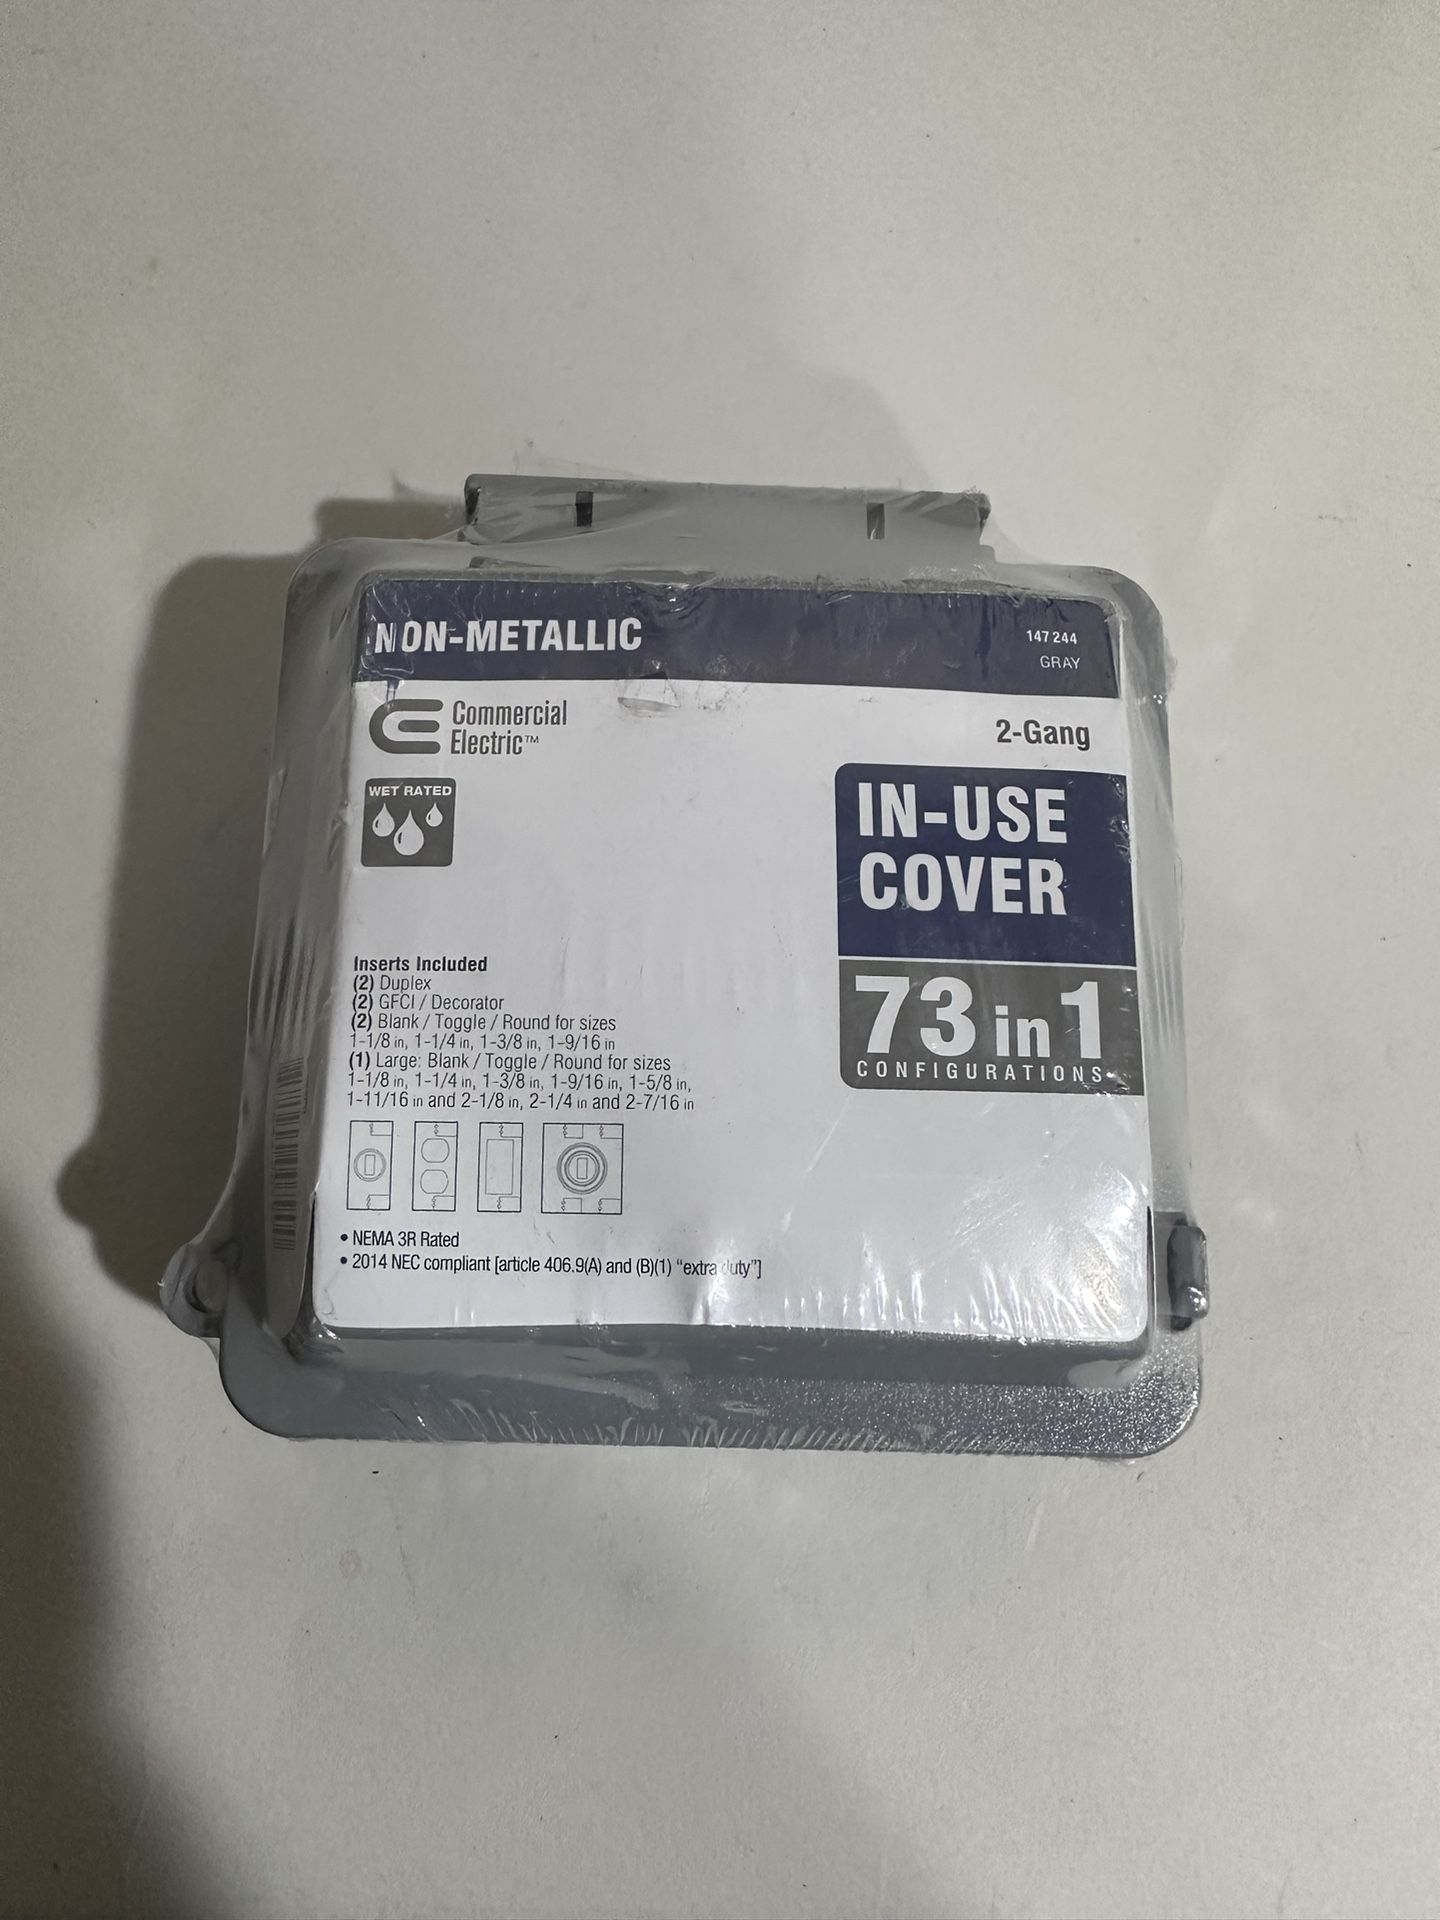 NON-METALLIC
147 244
GRAY
Commercial
Electric™
2-Gang
WET RATED
IN-USE
COVER
73 in 1
CONFIGURATIONS
Inserts Included
(2) Duplex
(2) GFCI / Decorator
(2) Blank / Toggle / Round for sizes
1-1/8 in, 1-1/4 in, 1-3/8 in, 1-9/16 in
(1) Large: Blank / Toggle / Round for sizes
1-1/8 in, 1-1/4 in, 1-3/8 in, 1-9/16 in, 1-5/8 in,
1-11/16 in and 2-1/8 in, 2-1/4 in and 2-7/16 in
• NEMA 3R Rated
• 2014 NEC compliant [article 406.9(A) and (B)(1) “extra duty”]